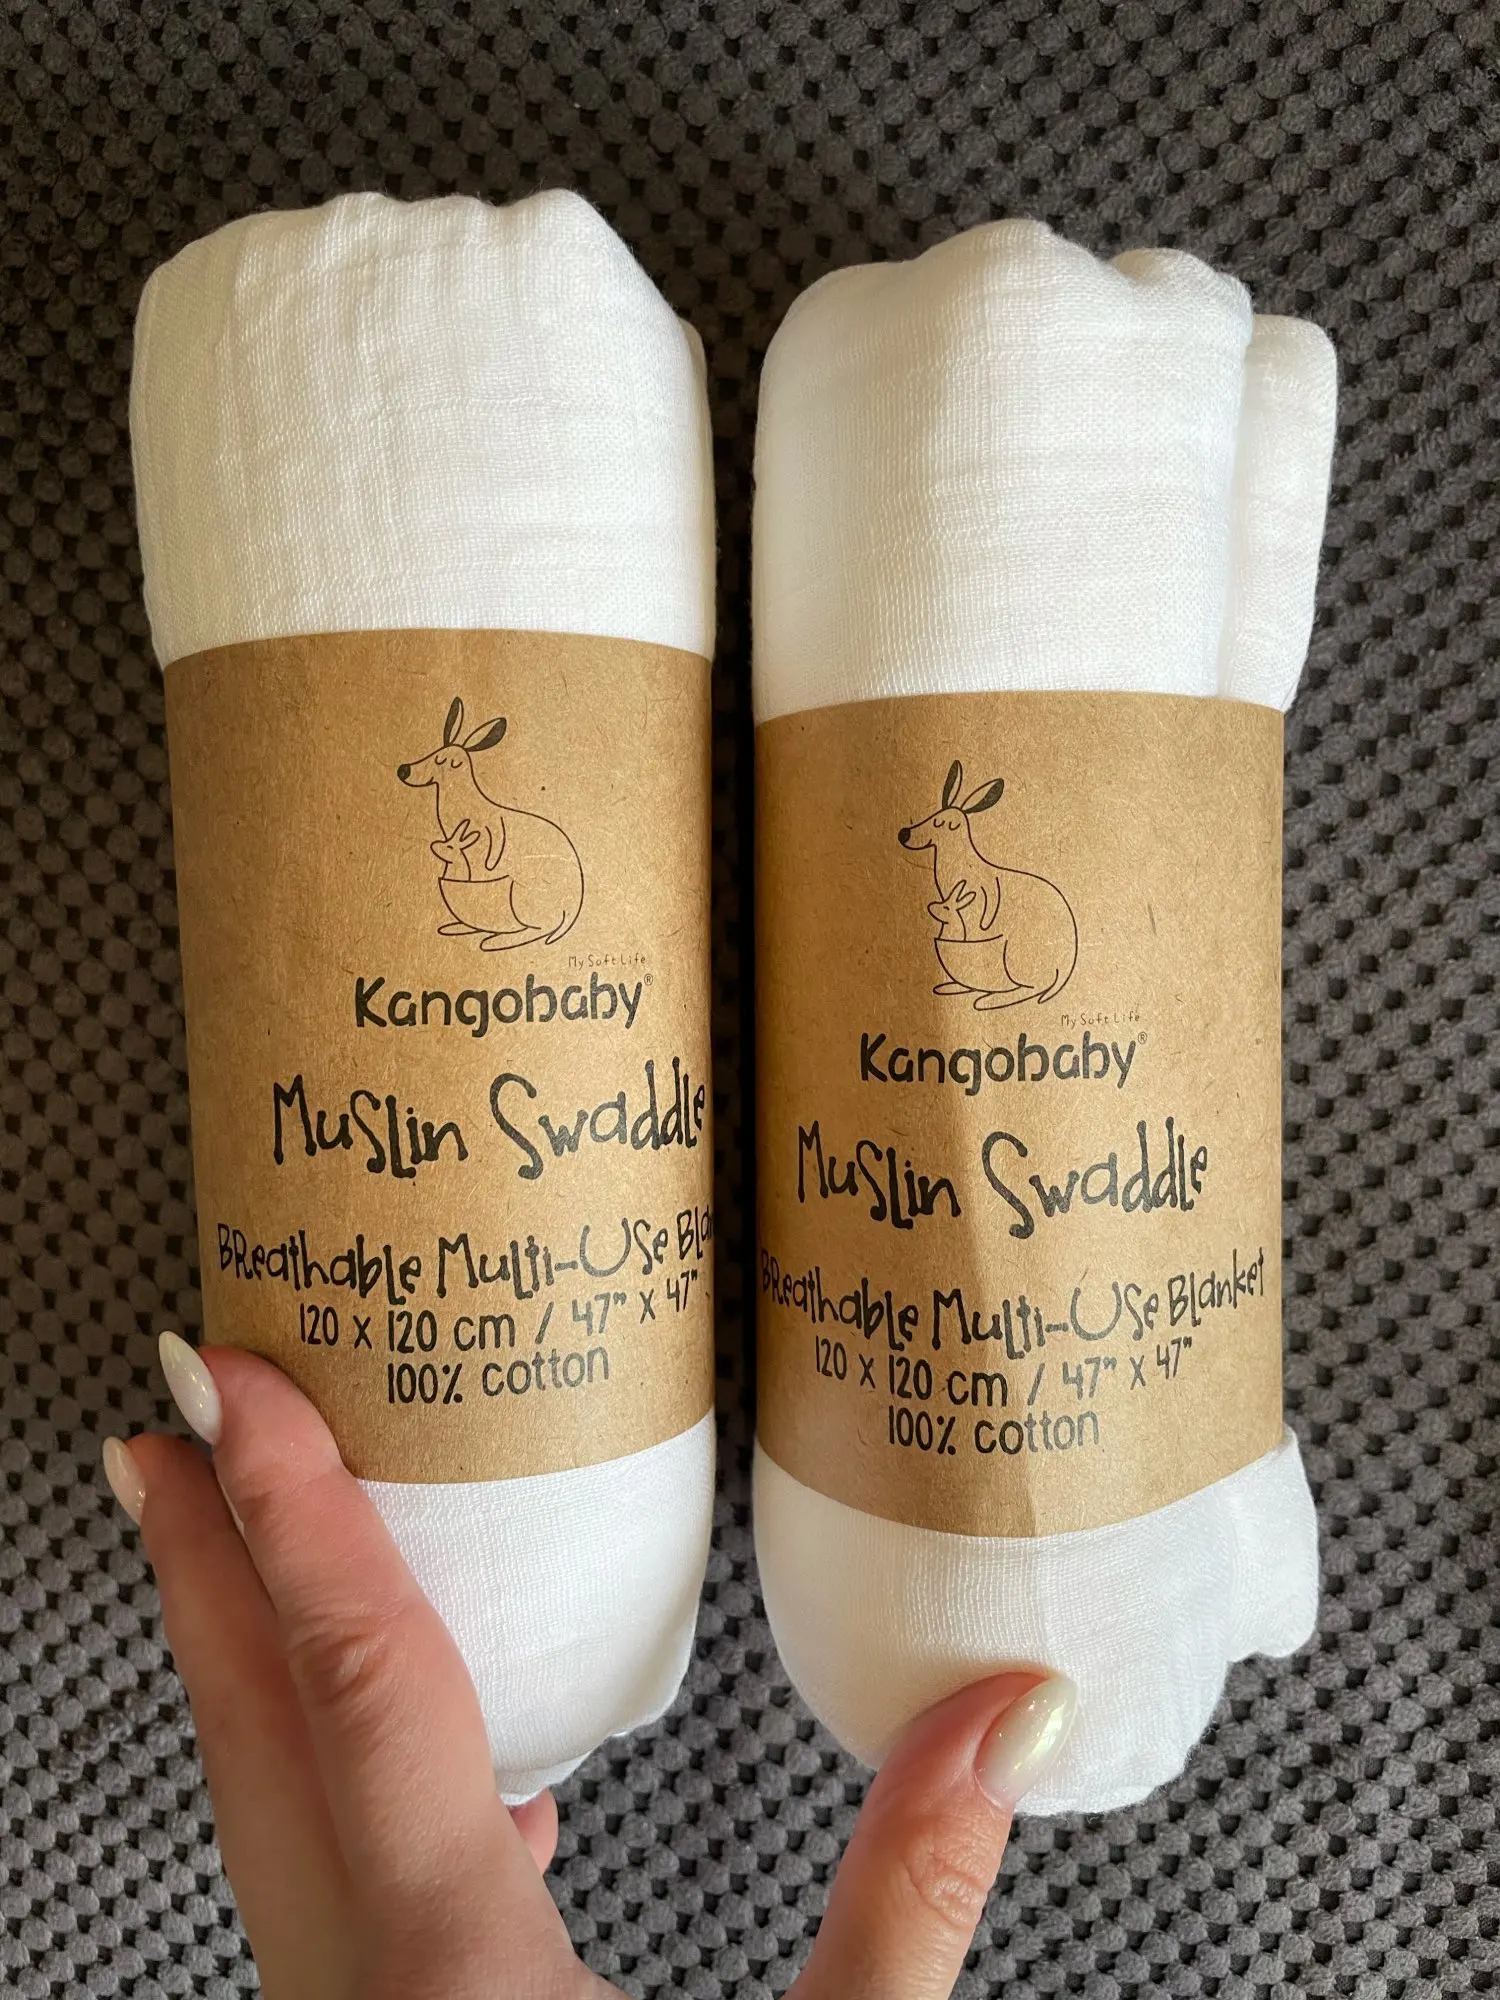 My Soft Life
Kangobaby®
Muslin Swaddle
Breathable Multi-Use Bla
120 x 120 cm / 47" x 47"
100% cotton
My Soft Life
Kangobaby®
Muslin Swaddle
Breathable Multi-Use Blanket
120 x 120 cm / 47" x 47"
100% cotton